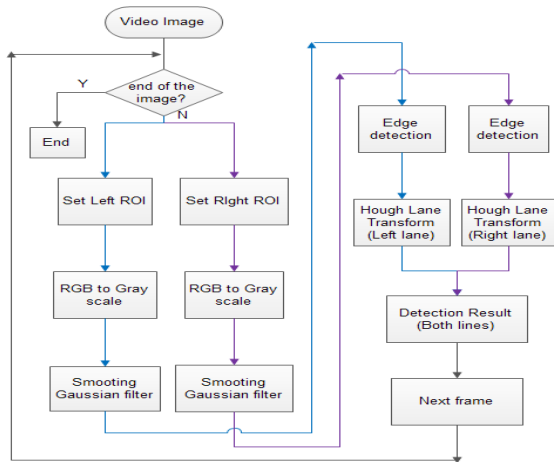 Video Image
end of the
image?
Y
N
End
Set Left ROI
Set RIght ROI
RGB to Gray
scale
RGB to Gray
scale
Smooting
Gaussian filter
Smooting
Gaussian filter
Edge
detection
Edge
detection
Hough Lane
Transform
(Left lane)
Hough Lane
Transform
(Right lane)
Detection Result
(Both lines)
Next frame